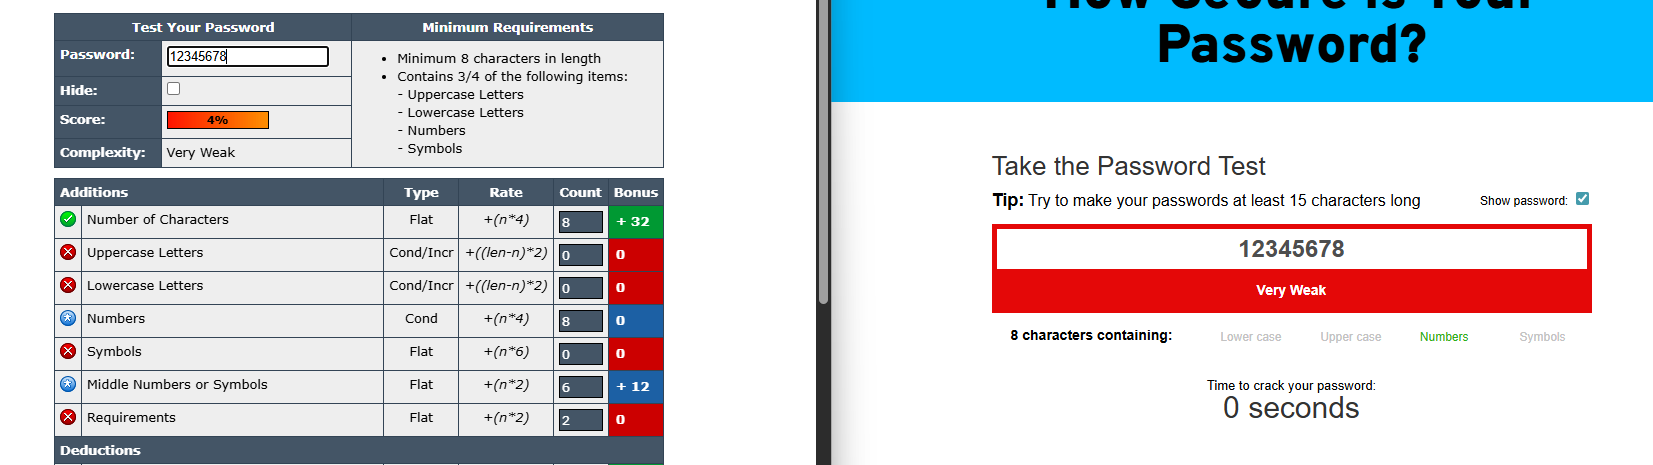 Test Your Password
Minimum Requirements
Password:
12345678
• Minimum 8 characters in length
• Contains 3/4 of the following items:
- Uppercase Letters
- Lowercase Letters
- Numbers
- Symbols
Hide:
Score:
4%
Complexity:
Very Weak
Additions Type Rate Count Bonus
Number of Characters Flat +(n*4) 8 + 32
Uppercase Letters Cond/Incr +((len-n)*2) 0 0
Lowercase Letters Cond/Incr +((len-n)*2) 0 0
Numbers Cond +(n*4) 8 0
Symbols Flat +(n*6) 0 0
Middle Numbers or Symbols Flat +(n*2) 6 + 12
Requirements Flat +(n*2) 2 0
Deductions
How Secure is Your
Password?
Take the Password Test
Tip: Try to make your passwords at least 15 characters long
Show password:
12345678
Very Weak
8 characters containing: Lower case Upper case Numbers Symbols
Time to crack your password:
0 seconds